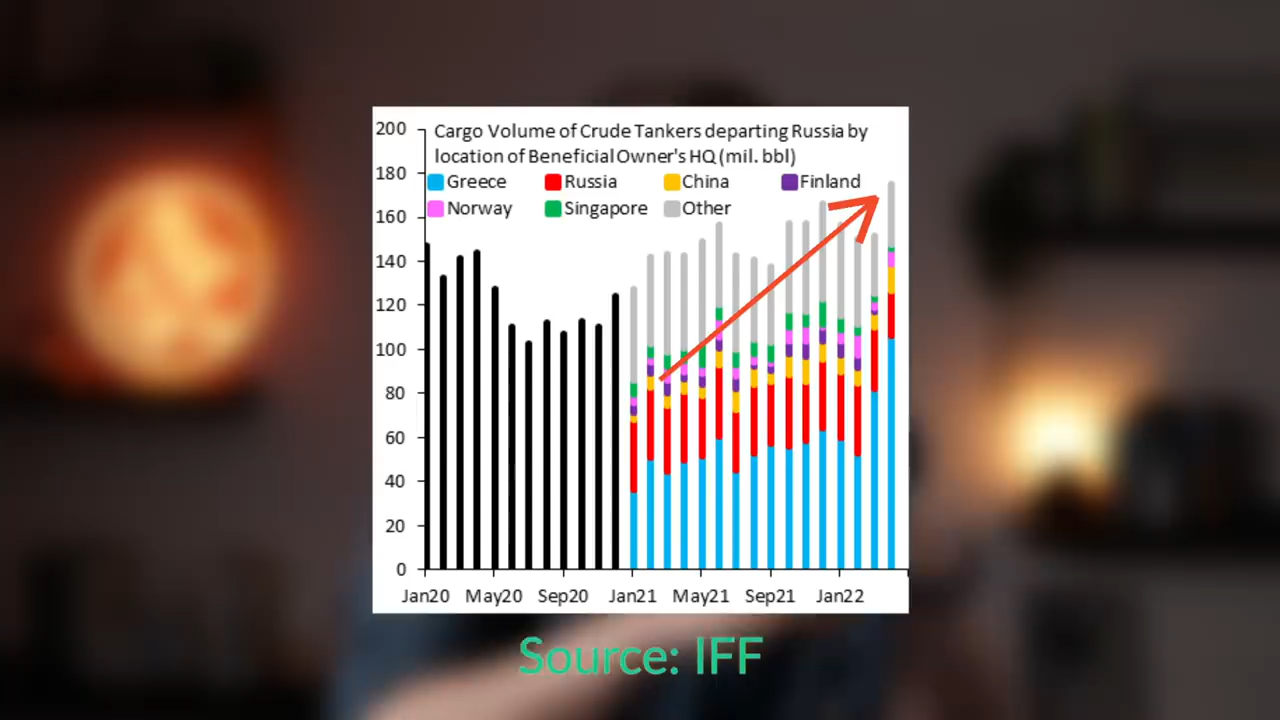 Cargo Volume of Crude Tankers departing Russia by
location of Beneficial Owner's HQ (mil. bbl)
Greece Russia China Finland
Norway Singapore Other
200
180
160
140
120
100
80
60
40
20
0
Jan20 May20 Sep20 Jan21 May21 Sep21 Jan22
Source: IFF